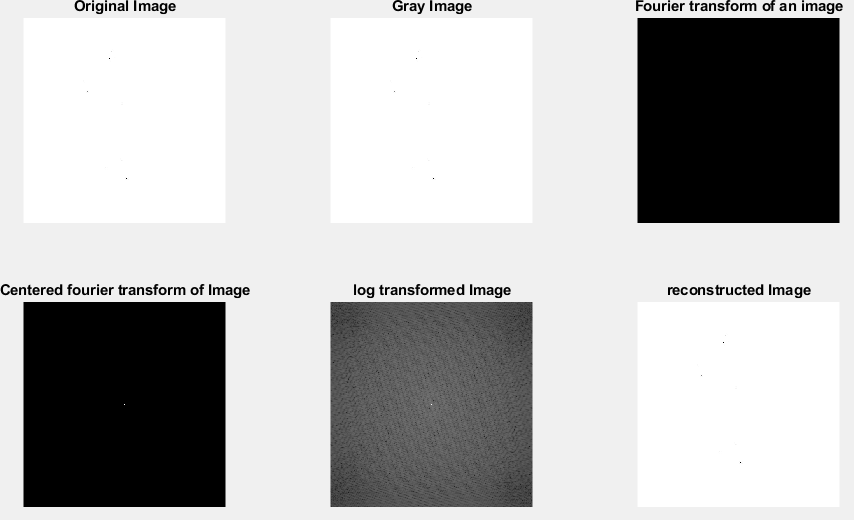 Original Image
Gray Image
Fourier transform of an image
Centered fourier transform of Image
log transformed Image
reconstructed Image